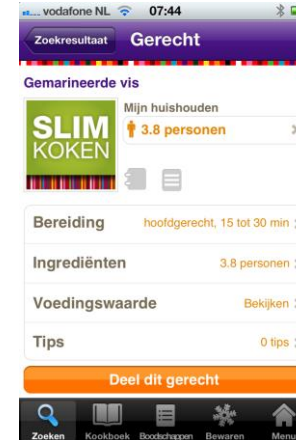 vodafone NL 07:44
Zoekresultaat Gerecht
Gemarineerde vis
SLIM
KOKEN
Mijn huishouden
3.8 personen
Bereiding hoofdgerecht, 15 tot 30 min
Ingrediënten 3.8 personen
Voedingswaarde Bekijken
Tips 0 tips
Deel dit gerecht
Zoeken Kookboek Boodschappen Bewaren Menu